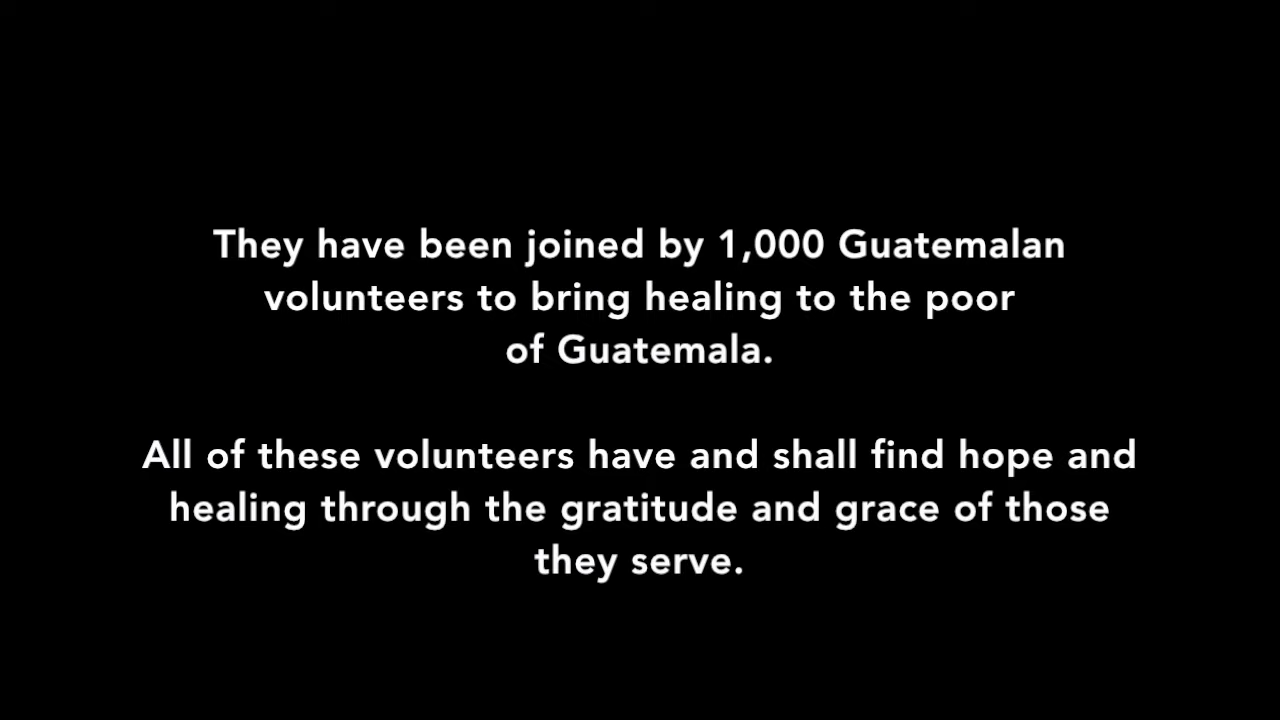 They have been joined by 1,000 Guatemalan
volunteers to bring healing to the poor
of Guatemala.
All of these volunteers have and shall find hope and
healing through the gratitude and grace of those
they serve.